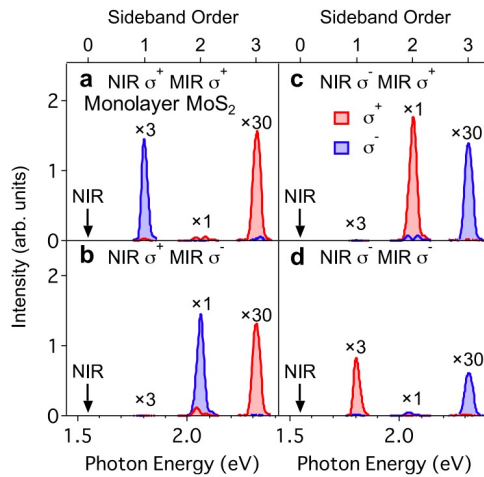 Sideband Order
Sideband Order
0 1 2 3
0 1 2 3
a NIR σ+ MIR σ+
Monolayer MoS2
×3
×1
×30
NIR
c NIR σ- MIR σ+
σ+
σ-
×3
×1
×30
NIR
b NIR σ+ MIR σ-
×3
×1
×30
NIR
d NIR σ- MIR σ-
×3
×1
×30
NIR
Intensity (arb. units)
2
1
0
2
1
0
1.5 2.0
1.5 2.0
Photon Energy (eV)
Photon Energy (eV)